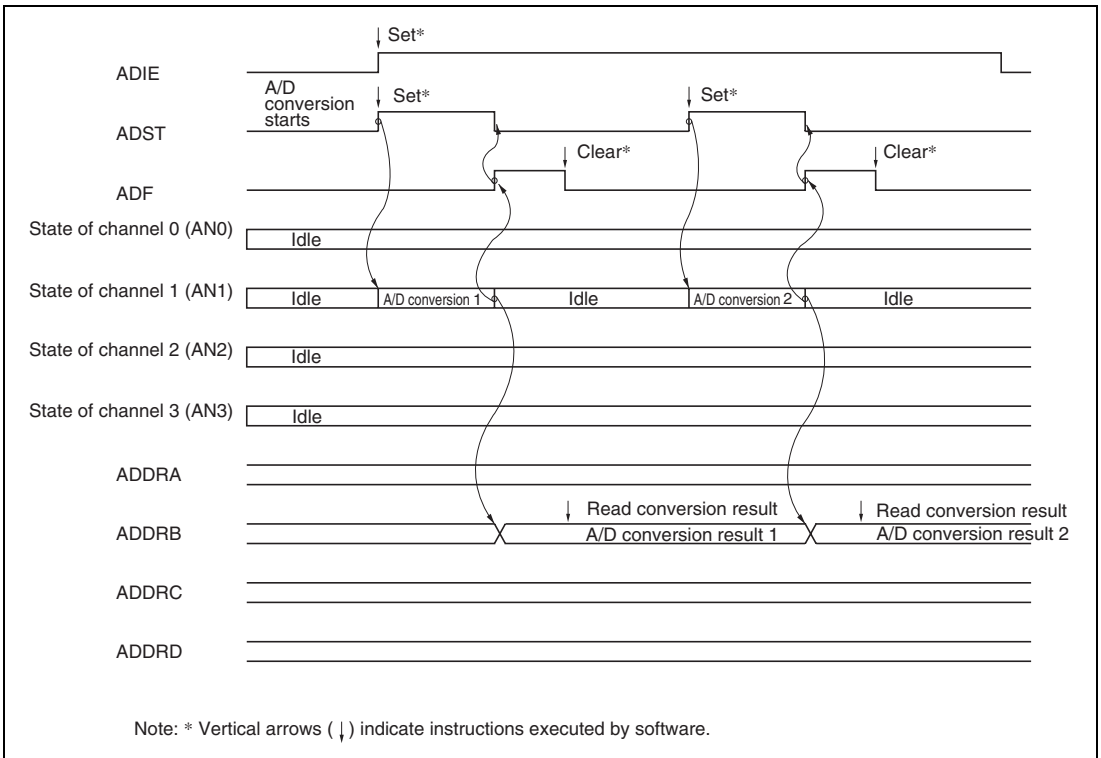 Set*
ADIE
A/D
conversion
starts
Set*
Set*
ADST
Clear*
Clear*
ADF
State of channel 0 (AN0)
Idle
State of channel 1 (AN1)
Idle
A/D conversion 1
Idle
A/D conversion 2
Idle
State of channel 2 (AN2)
Idle
State of channel 3 (AN3)
Idle
ADDRA
Read conversion result
Read conversion result
ADDRB
A/D conversion result 1
A/D conversion result 2
ADDRC
ADDRD
Note: * Vertical arrows (↓) indicate instructions executed by software.